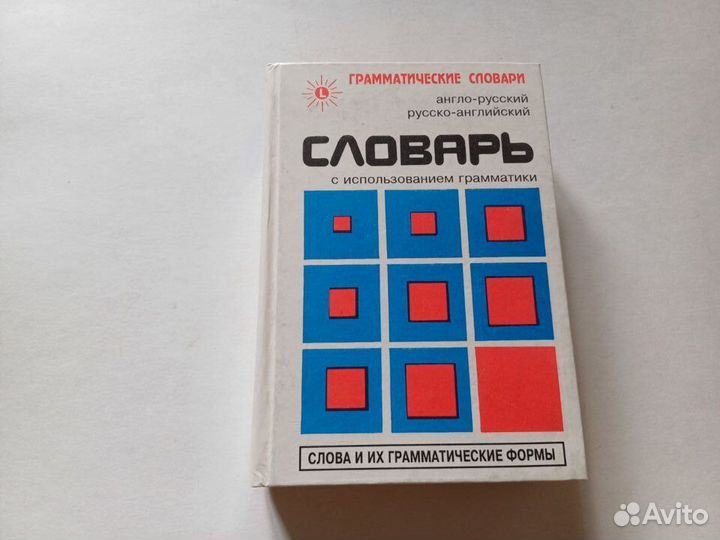 L
ГРАММАТИЧЕСКИЕ СЛОВАРИ
англо-русский
русско-английский
СЛОВАРЬ
с использованием грамматики
СЛОВА И ИХ ГРАММАТИЧЕСКИЕ ФОРМЫ
Avito